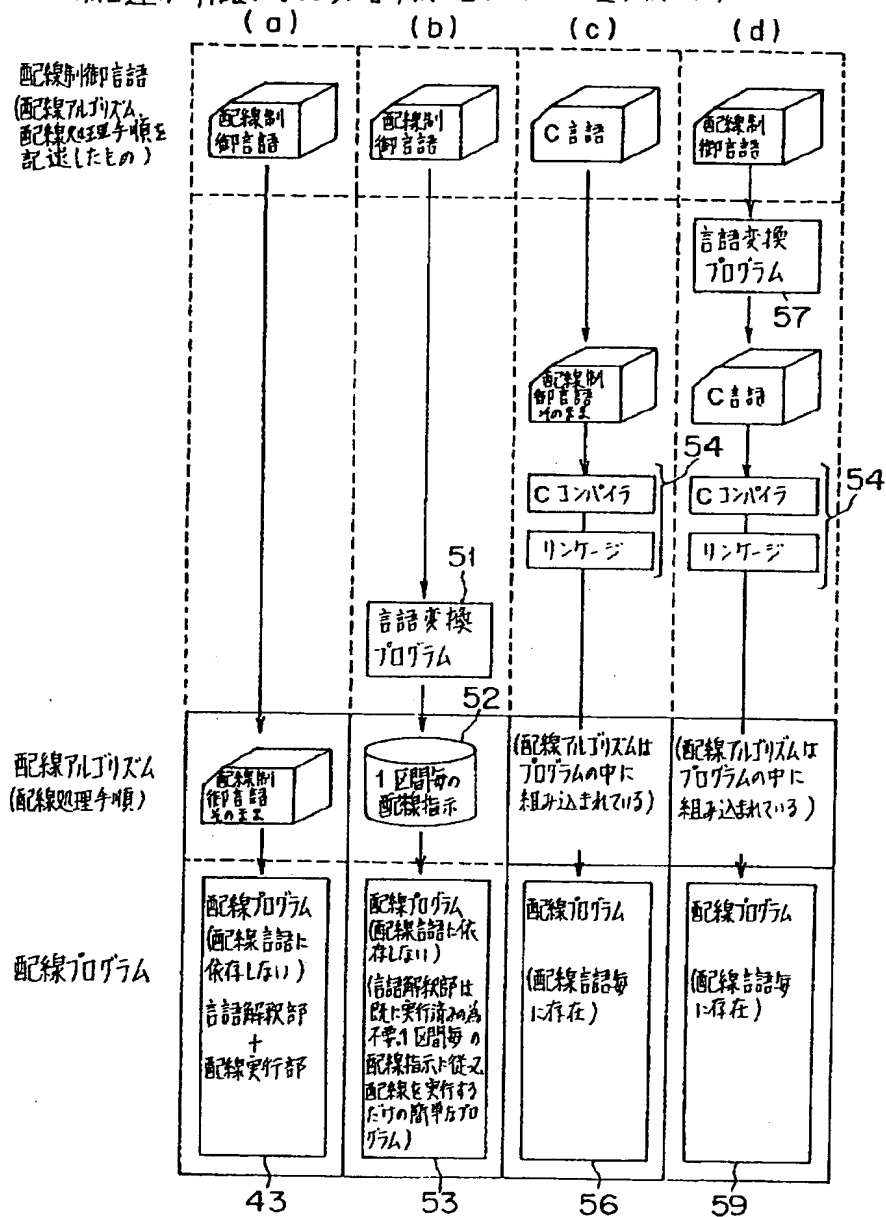 (a) (b) (c) (d)
配線制御言語
(配線アルゴリズム、
配線処理手順を
記述したもの)
配線制
御言語
配線制
御言語
C言語
配線制
御言語
言語変換
プログラム
57
配線制
御言語
そのまま
C言語
54
54
Cコンパイラ
リンケージ
Cコンパイラ
リンケージ
51
言語変換
プログラム
52
配線アルゴリズム
(配線処理手順)
配線制
御言語
そのまま
1区間毎の
配線指示
(配線アルゴリズムは
プログラムの中に
組み込まれている)
(配線アルゴリズムは
プログラムの中に
組み込まれている)
配線プログラム
配線プログラム
(配線言語に
依存しない)
言語解釈部
+
配線実行部
配線プログラム
(配線言語に依
存しない)
(言語解釈部は
既に実行済みの為
不要。1区間毎の
配線指示に従って、
配線を実行する
だけの簡単なプロ
グラム)
配線プログラム
(配線言語毎
に存在)
配線プログラム
(配線言語毎
に存在)
43
53
56
59